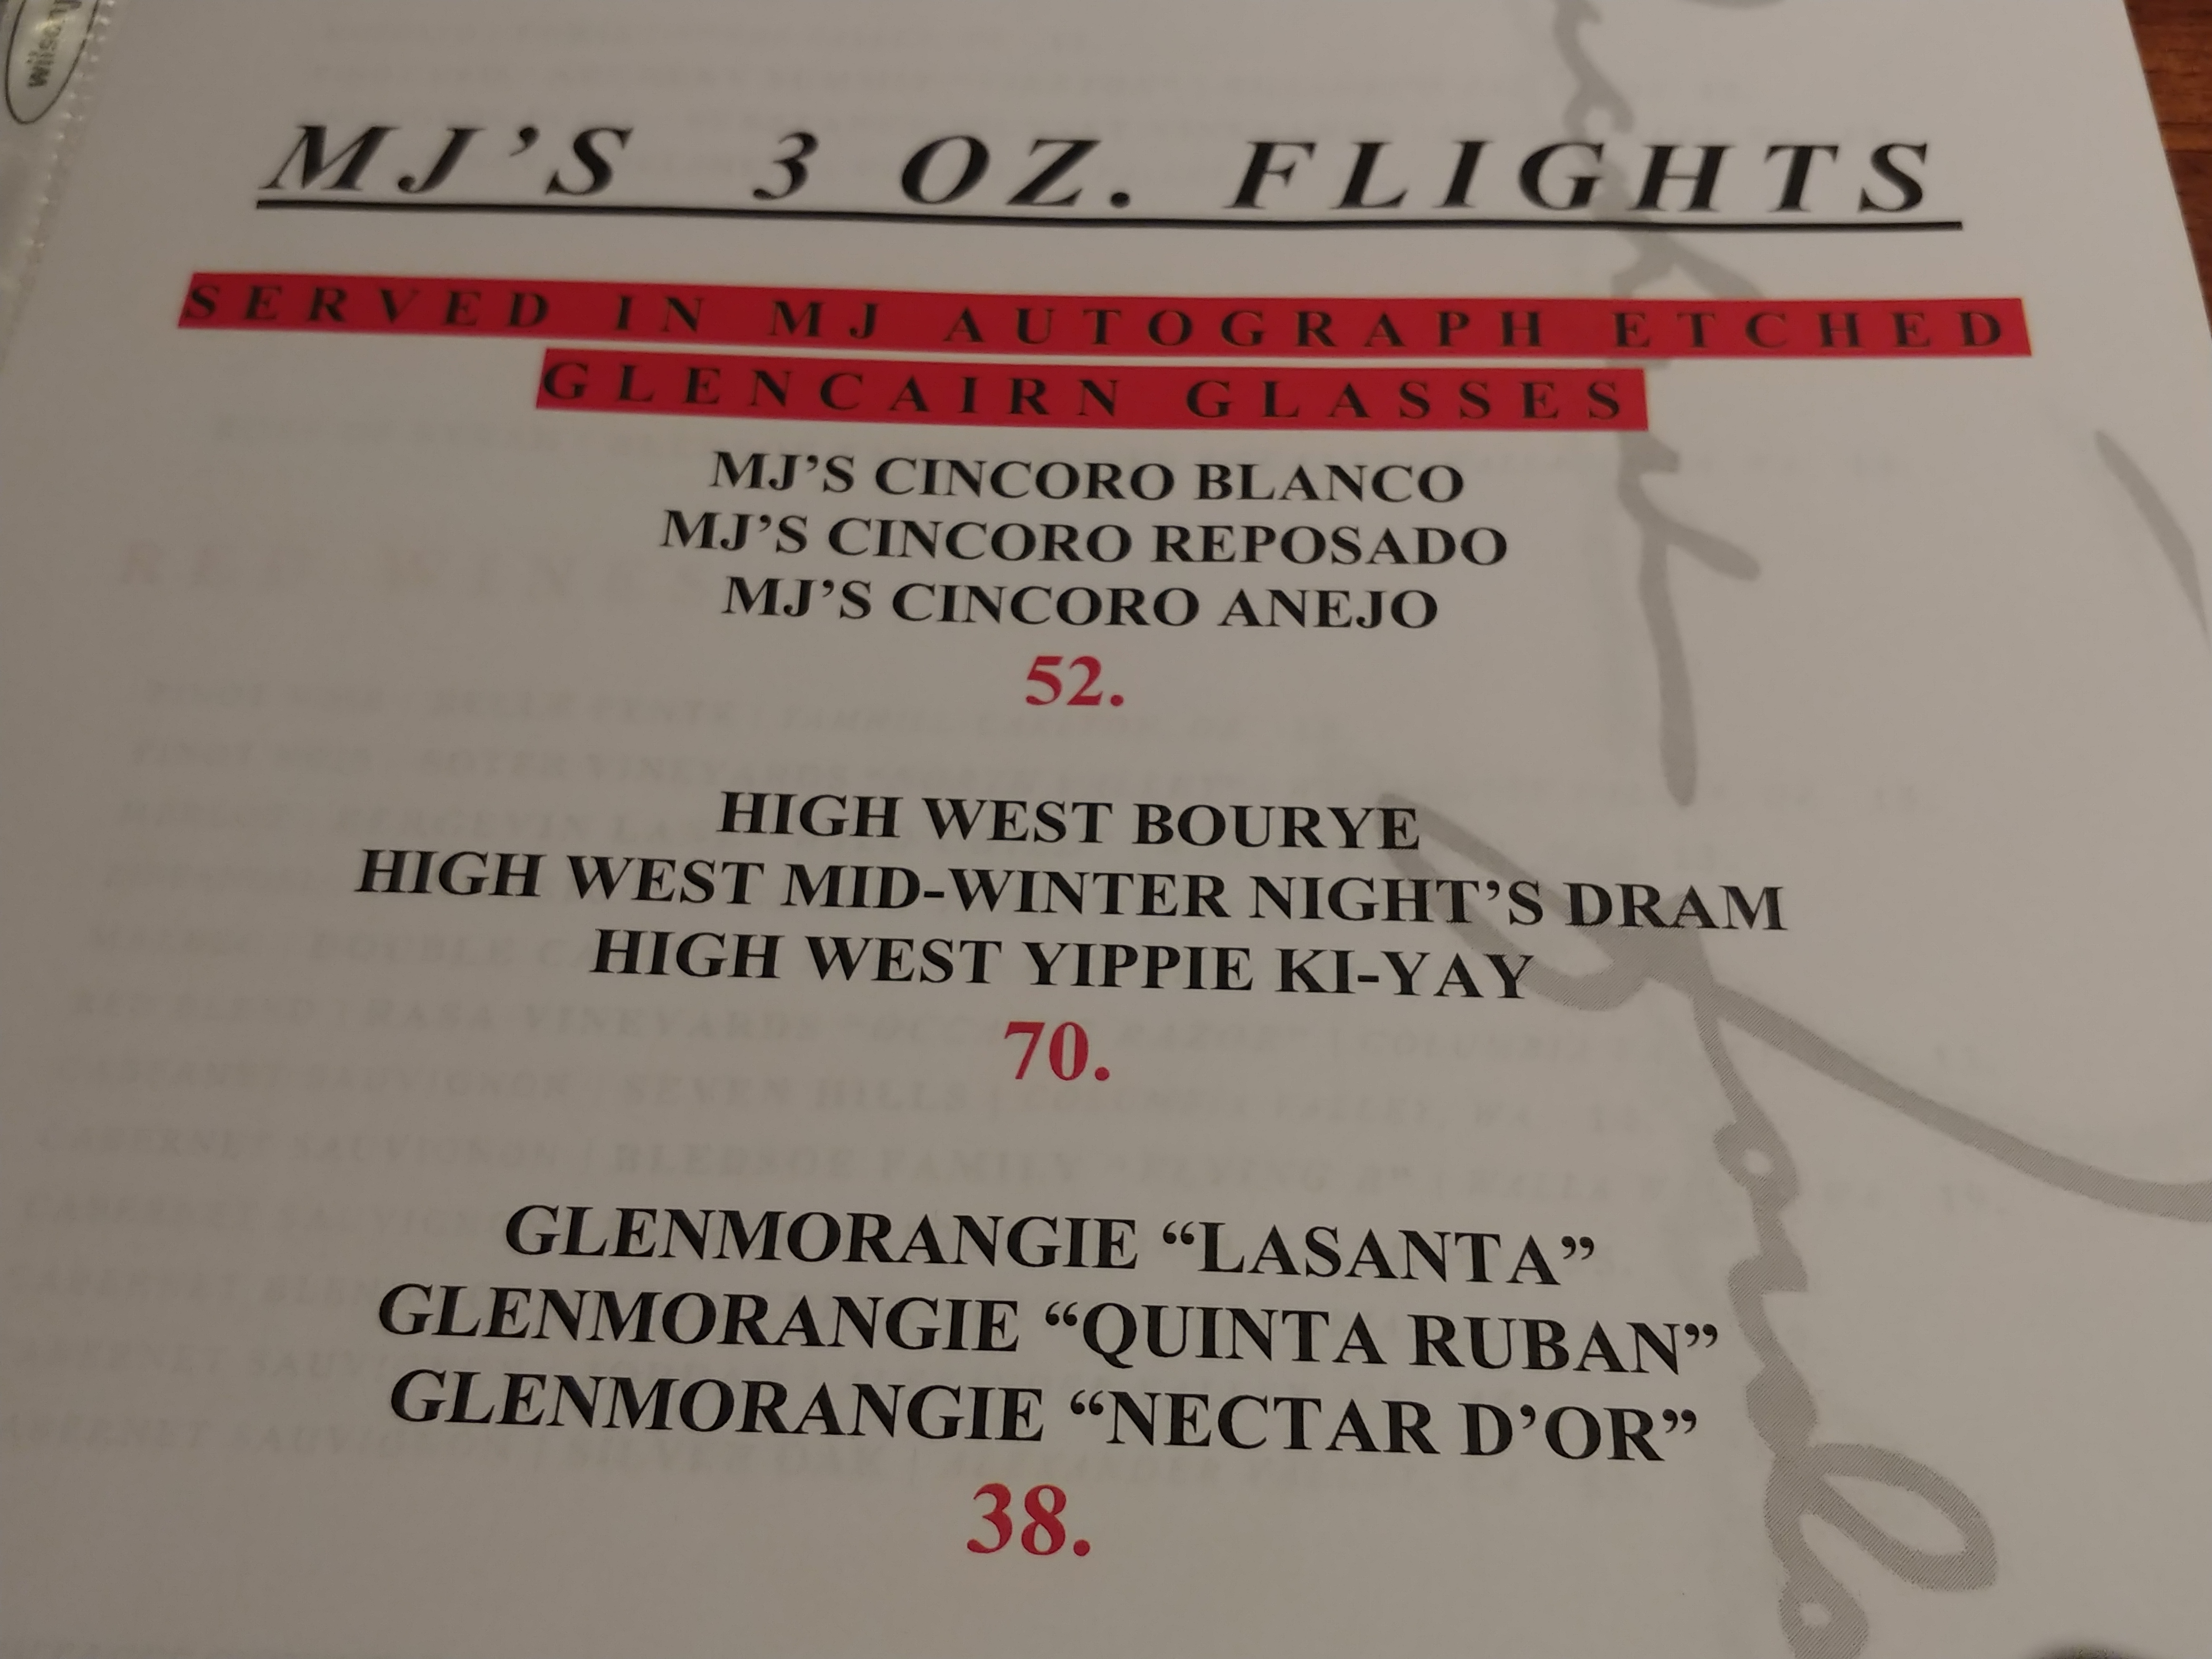 MJ'S 3 OZ. FLIGHTS
SERVED IN MJ AUTOGRAPH ETCHED
GLENCAIRN GLASSES
MJ'S CINCORO BLANCO
MJ'S CINCORO REPOSADO
MJ'S CINCORO ANEJO
52.
HIGH WEST BOURYE
HIGH WEST MID-WINTER NIGHT'S DRAM
HIGH WEST YIPPIE KI-YAY
70.
GLENMORANGIE “LASANTA”
GLENMORANGIE “QUINTA RUBAN”
GLENMORANGIE “NECTAR D'OR”
38.